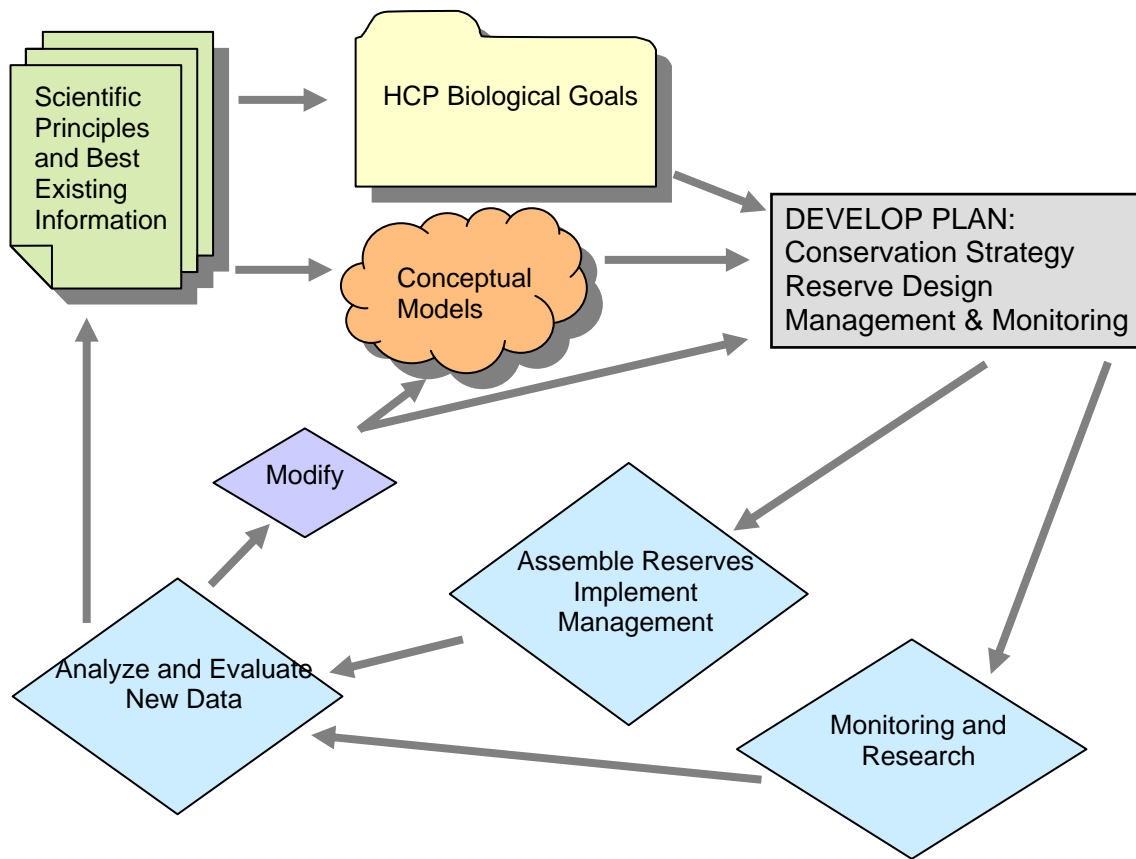 Scientific
Principles
and Best
Existing
Information
HCP Biological Goals
Conceptual
Models
DEVELOP PLAN:
Conservation Strategy
Reserve Design
Management & Monitoring
Modify
Assemble Reserves
Implement
Management
Analyze and Evaluate
New Data
Monitoring and
Research